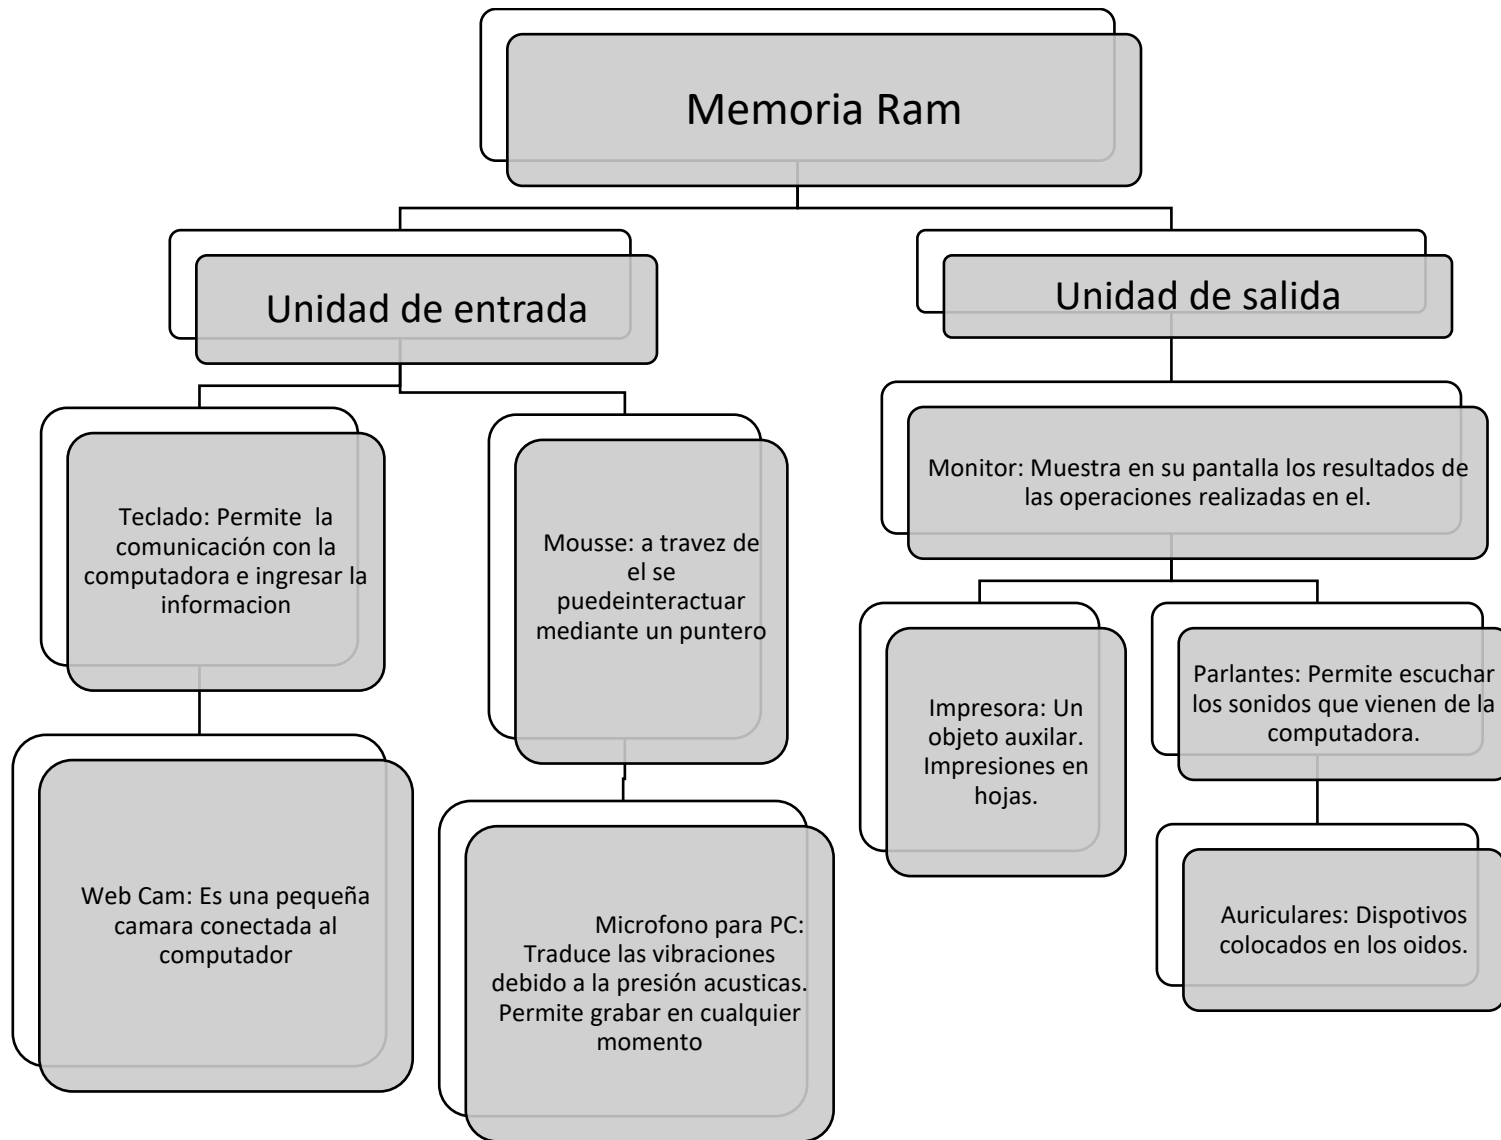 Memoria Ram
Unidad de entrada
Unidad de salida
Teclado: Permite  la
comunicación con la
computadora e ingresar la
informacion
Mousse: a travez de
el se
puedeinteractuar
mediante un puntero
Monitor: Muestra en su pantalla los resultados de
las operaciones realizadas en el.
Web Cam: Es una pequeña
camara conectada al
computador
Microfono para PC:
Traduce las vibraciones
debido a la presión acusticas.
Permite grabar en cualquier
momento
Impresora: Un
objeto auxilar.
Impresiones en
hojas.
Parlantes: Permite escuchar
los sonidos que vienen de la
computadora.
Auriculares: Dispotivos
colocados en los oidos.